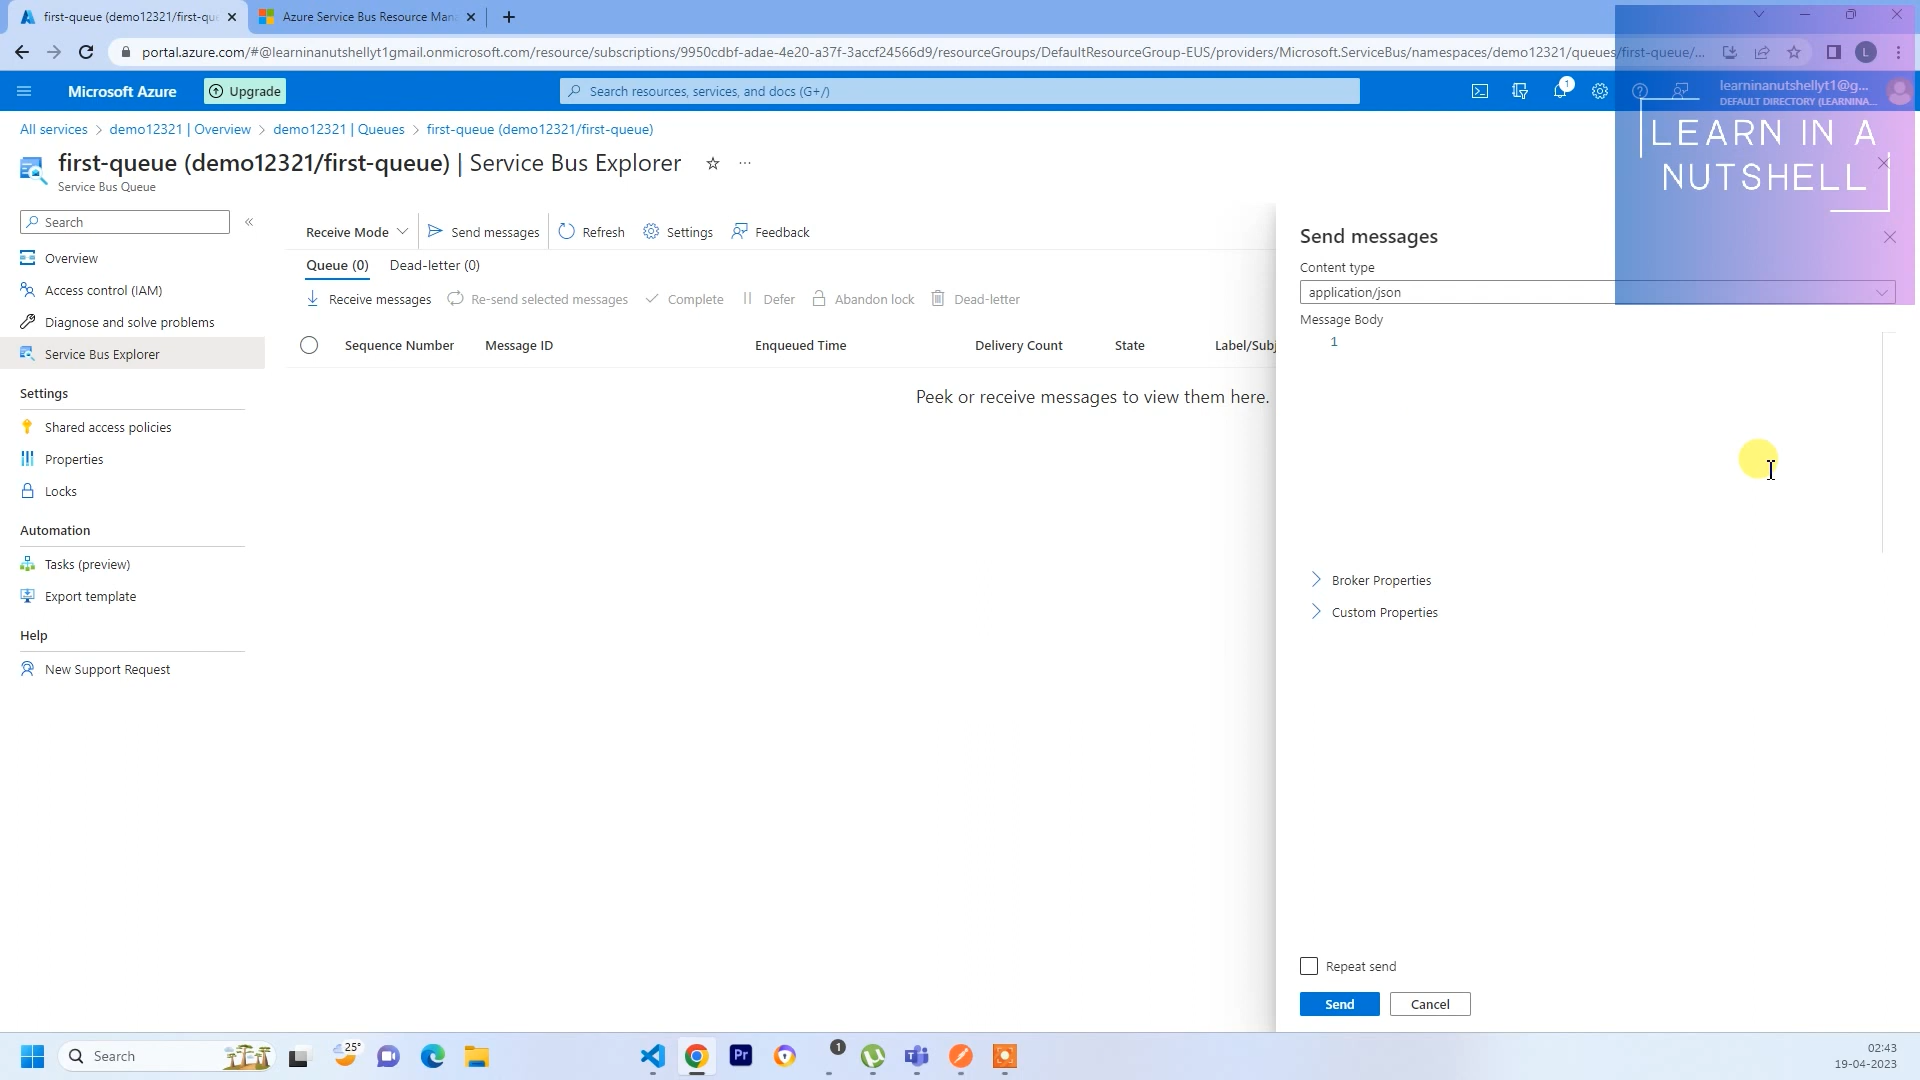 first-queue (demo12321/first-qu
Azure Service Bus Resource Man
portal.azure.com/#@learninanutshellyt1gmail.onmicrosoft.com/resource/subscriptions/9950cdbf-adae-4e20-a37f-3accf24566d9/resourceGroups/DefaultResourceGroup-EUS/providers/Microsoft.ServiceBus/namespaces/demo12321/queues/first-queue/...
L
Microsoft Azure
Upgrade
Search resources, services, and docs (G+/)
1
learninanutshellyt1@g...
DEFAULT DIRECTORY (LEARNINA...
LEARN IN A
NUTSHELL
All services > demo12321 | Overview > demo12321 | Queues > first-queue (demo12321/first-queue)
first-queue (demo12321/first-queue) | Service Bus Explorer
Service Bus Queue
Search
Overview
Access control (IAM)
Diagnose and solve problems
Service Bus Explorer
Settings
Shared access policies
Properties
Locks
Automation
Tasks (preview)
Export template
Help
New Support Request
Receive Mode
Send messages
Refresh
Settings
Feedback
Queue (0)
Dead-letter (0)
Receive messages
Re-send selected messages
Complete
Defer
Abandon lock
Dead-letter
Sequence Number
Message ID
Enqueued Time
Delivery Count
State
Label/Subj
Peek or receive messages to view them here.
Send messages
Content type
application/json
Message Body
1
Broker Properties
Custom Properties
Repeat send
Send
Cancel
Search
25°
Pr
1
02:43
19-04-2023